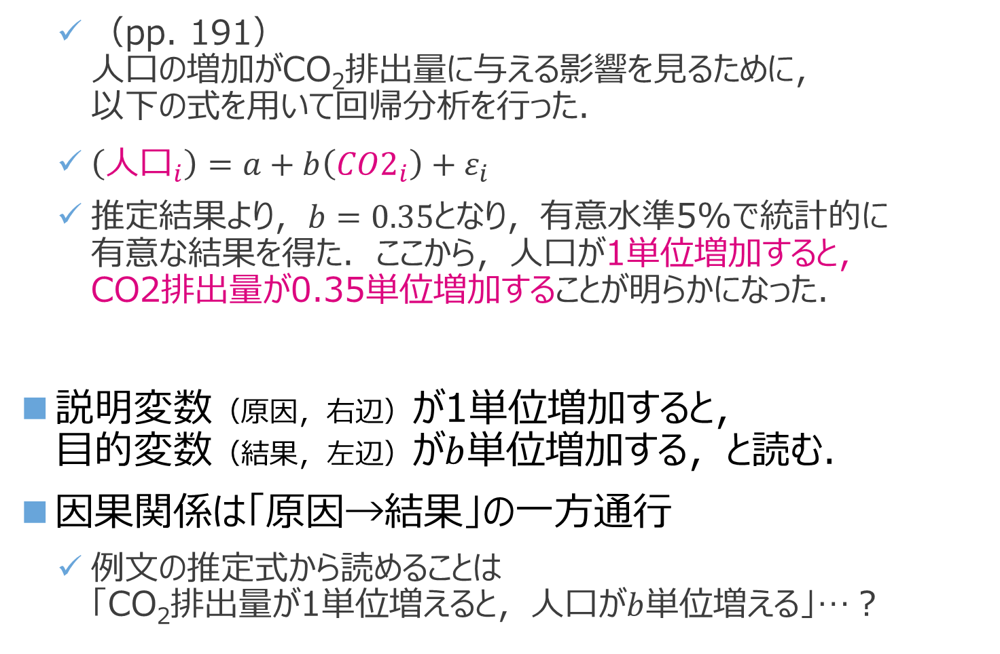 （pp. 191）
人口の増加がCO₂排出量に与える影響を見るために，
以下の式を用いて回帰分析を行った．
(人口ᵢ) = a + b(CO2ᵢ) + εᵢ
推定結果より，b = 0.35となり，有意水準5%で統計的に
有意な結果を得た．ここから，人口が1単位増加すると，
CO2排出量が0.35単位増加することが明らかになった．
説明変数（原因，右辺）が1単位増加すると，
目的変数（結果，左辺）がb単位増加する，と読む．
因果関係は「原因→結果」の一方通行
例文の推定式から読めることは
「CO₂排出量が1単位増えると，人口がb単位増える」…？